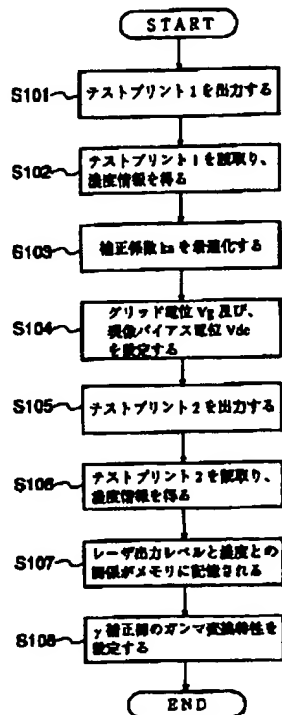 START
S101
テストプリント1を出力する
S102
テストプリント1を読取り、
濃度情報を得る
S103
補正係数 ka を最適化する
S104
グリッド電位 Vg 及び、
現像バイアス電位 Vdc
を設定する
S105
テストプリント2を出力する
S106
テストプリント2を読取り、
濃度情報を得る
S107
レーザ出力レベルと濃度との
関係がメモリに記憶される
S108
γ補正部のガンマ変換特性を
設定する
END